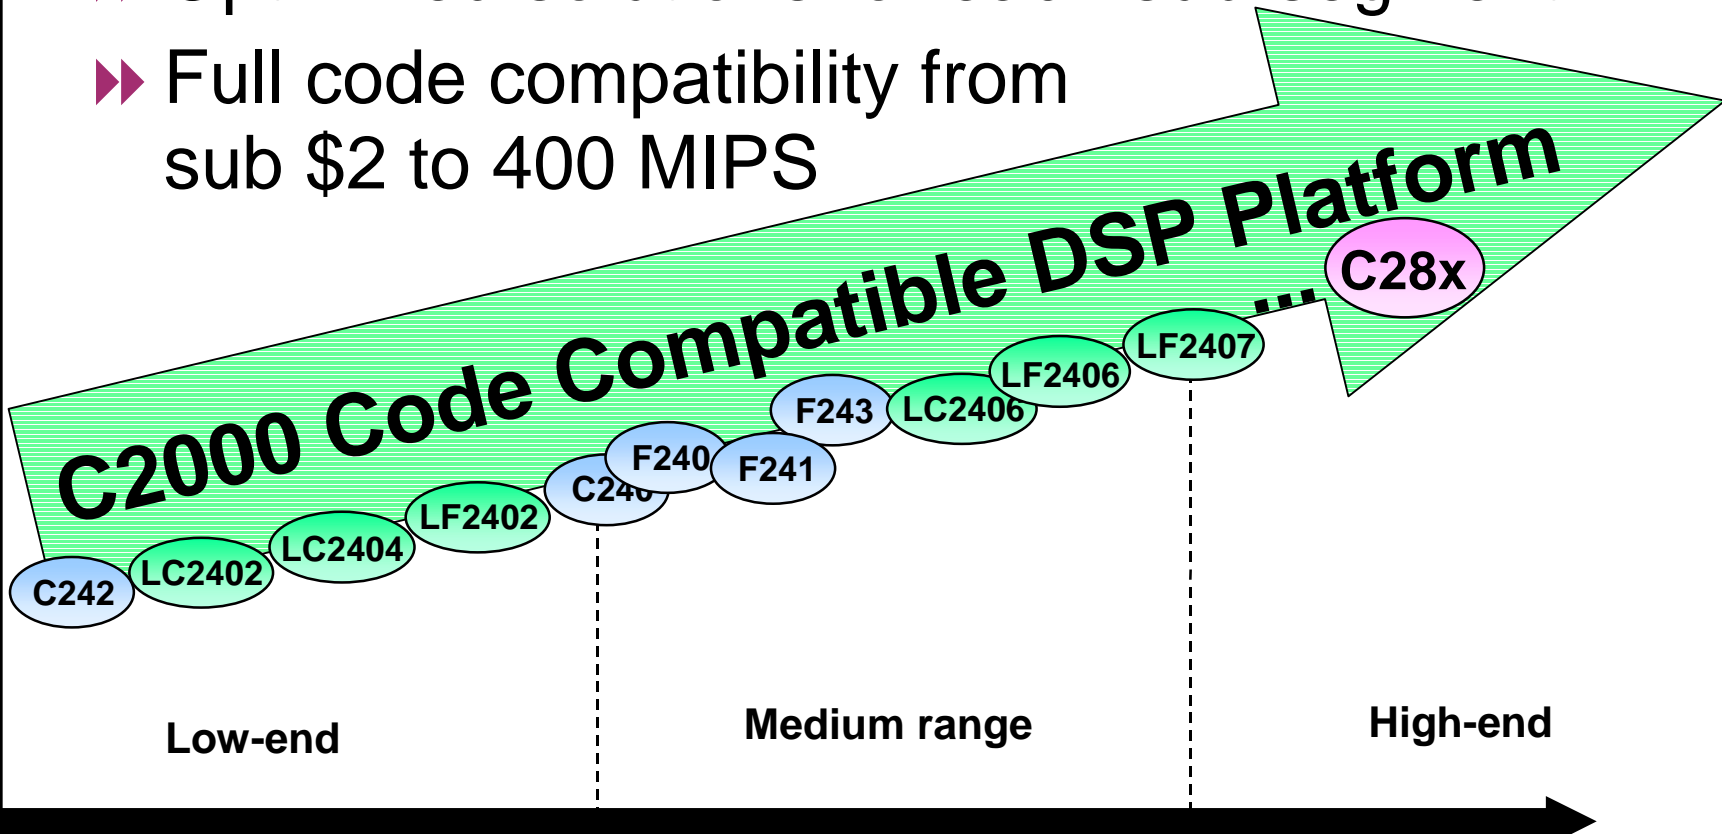 Full code compatibility from
sub $2 to 400 MIPS
C2000 Code Compatible DSP Platform
... C28x
LF2407
LF2406
F243 LC2406
F240 F241
LF2402
LC2404
LC2402
C242
Low-end Medium range High-end